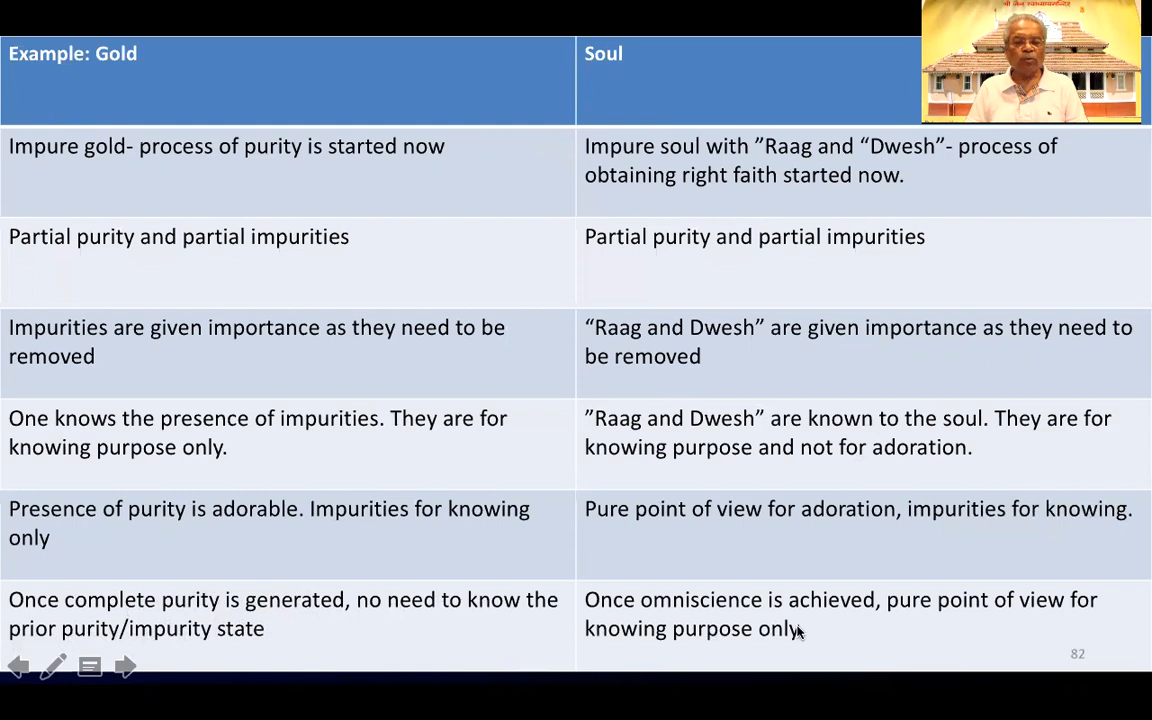 श्री जैन स्वाध्यायमन्दिर
Example: Gold
Soul
Impure gold- process of purity is started now
Impure soul with ”Raag and “Dwesh”- process of
obtaining right faith started now.
Partial purity and partial impurities
Partial purity and partial impurities
Impurities are given importance as they need to be
removed
“Raag and Dwesh” are given importance as they need to
be removed
One knows the presence of impurities. They are for
knowing purpose only.
”Raag and Dwesh” are known to the soul. They are for
knowing purpose and not for adoration.
Presence of purity is adorable. Impurities for knowing
only
Pure point of view for adoration, impurities for knowing.
Once complete purity is generated, no need to know the
prior purity/impurity state
Once omniscience is achieved, pure point of view for
knowing purpose only.
82